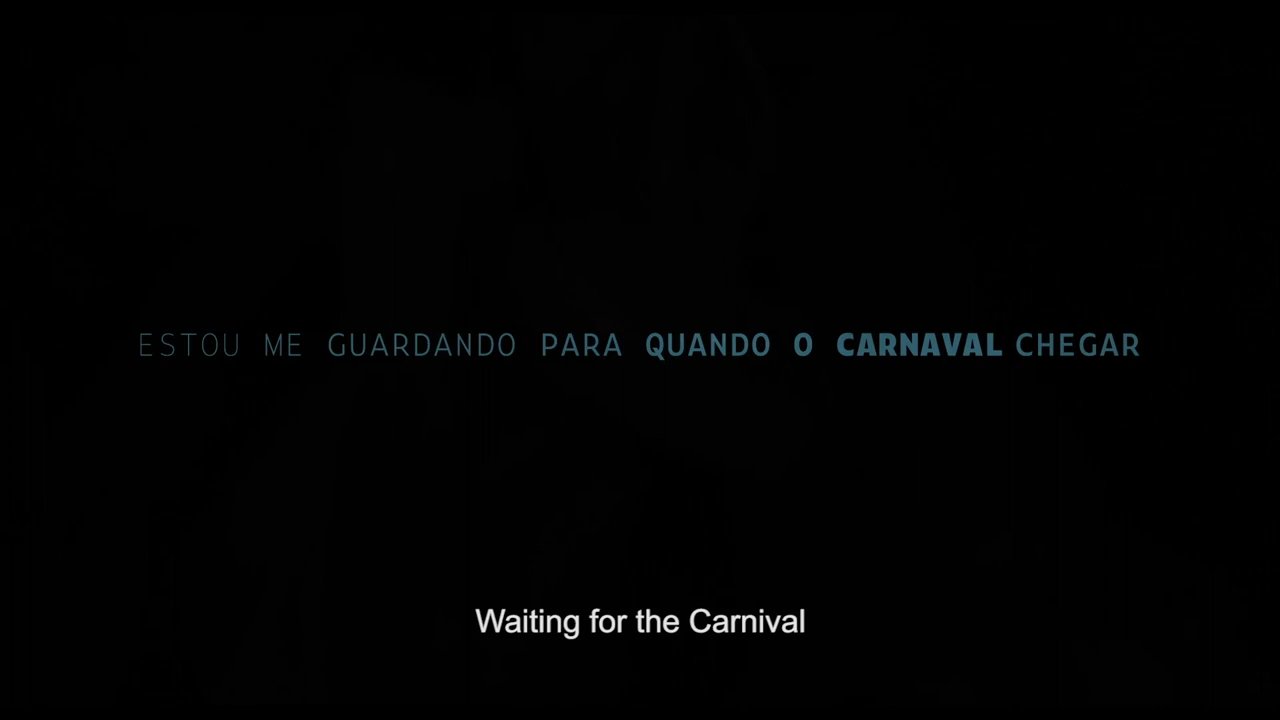 ESTOU ME GUARDANDO PARA QUANDO O CARNAVAL CHEGAR
Waiting for the Carnival